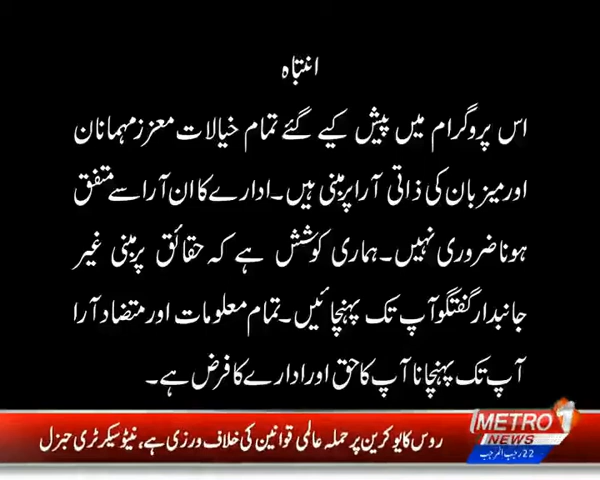 انتباہ
اس پروگرام میں پیش کیے گئے تمام خیالات معزز مہمانان
اور میزبان کی ذاتی آرا پر مبنی ہیں۔ ادارے کا ان آرا سے متفق
ہونا ضروری نہیں۔ ہماری کوشش ہے کہ حقائق پر مبنی غیر
جانبدار گفتگو آپ تک پہنچائیں۔ تمام معلومات اور متضاد آرا
آپ تک پہنچانا آپ کا حق اور ادارے کا فرض ہے۔
روس کا یوکرین پر حملہ عالمی قوانین کی خلاف ورزی ہے، نیٹو سیکرٹری جنرل
METRO 1
NEWS
22 رجب المرجب